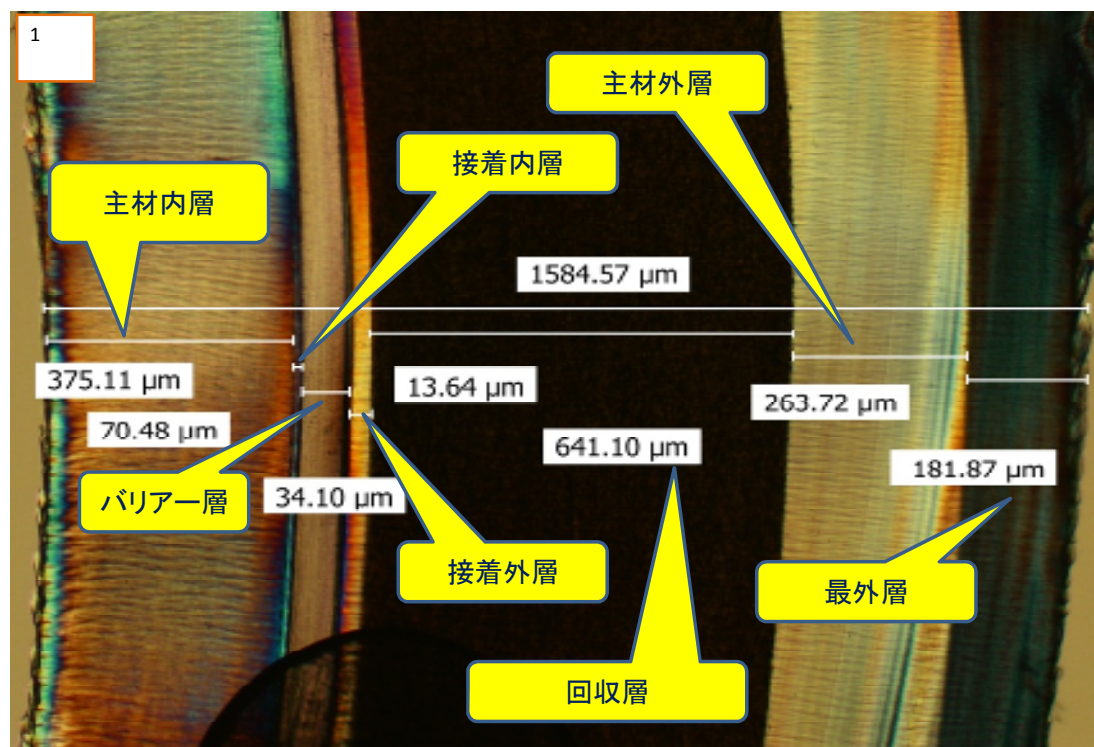 1
主材外層
接着内層
主材内層
1584.57 µm
375.11 µm
13.64 µm
263.72 µm
70.48 µm
641.10 µm
181.87 µm
バリアー層
34.10 µm
接着外層
最外層
回収層